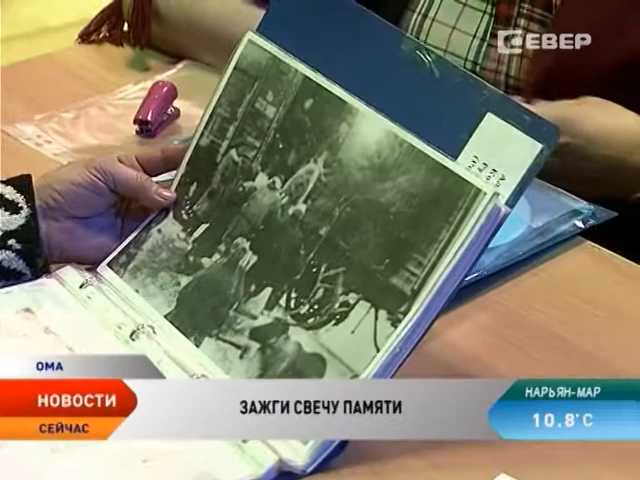 СЕВЕР
ОМА
НОВОСТИ
СЕЙЧАС
ЗАЖГИ СВЕЧУ ПАМЯТИ
НАРЬЯН-МАР
10.8°C